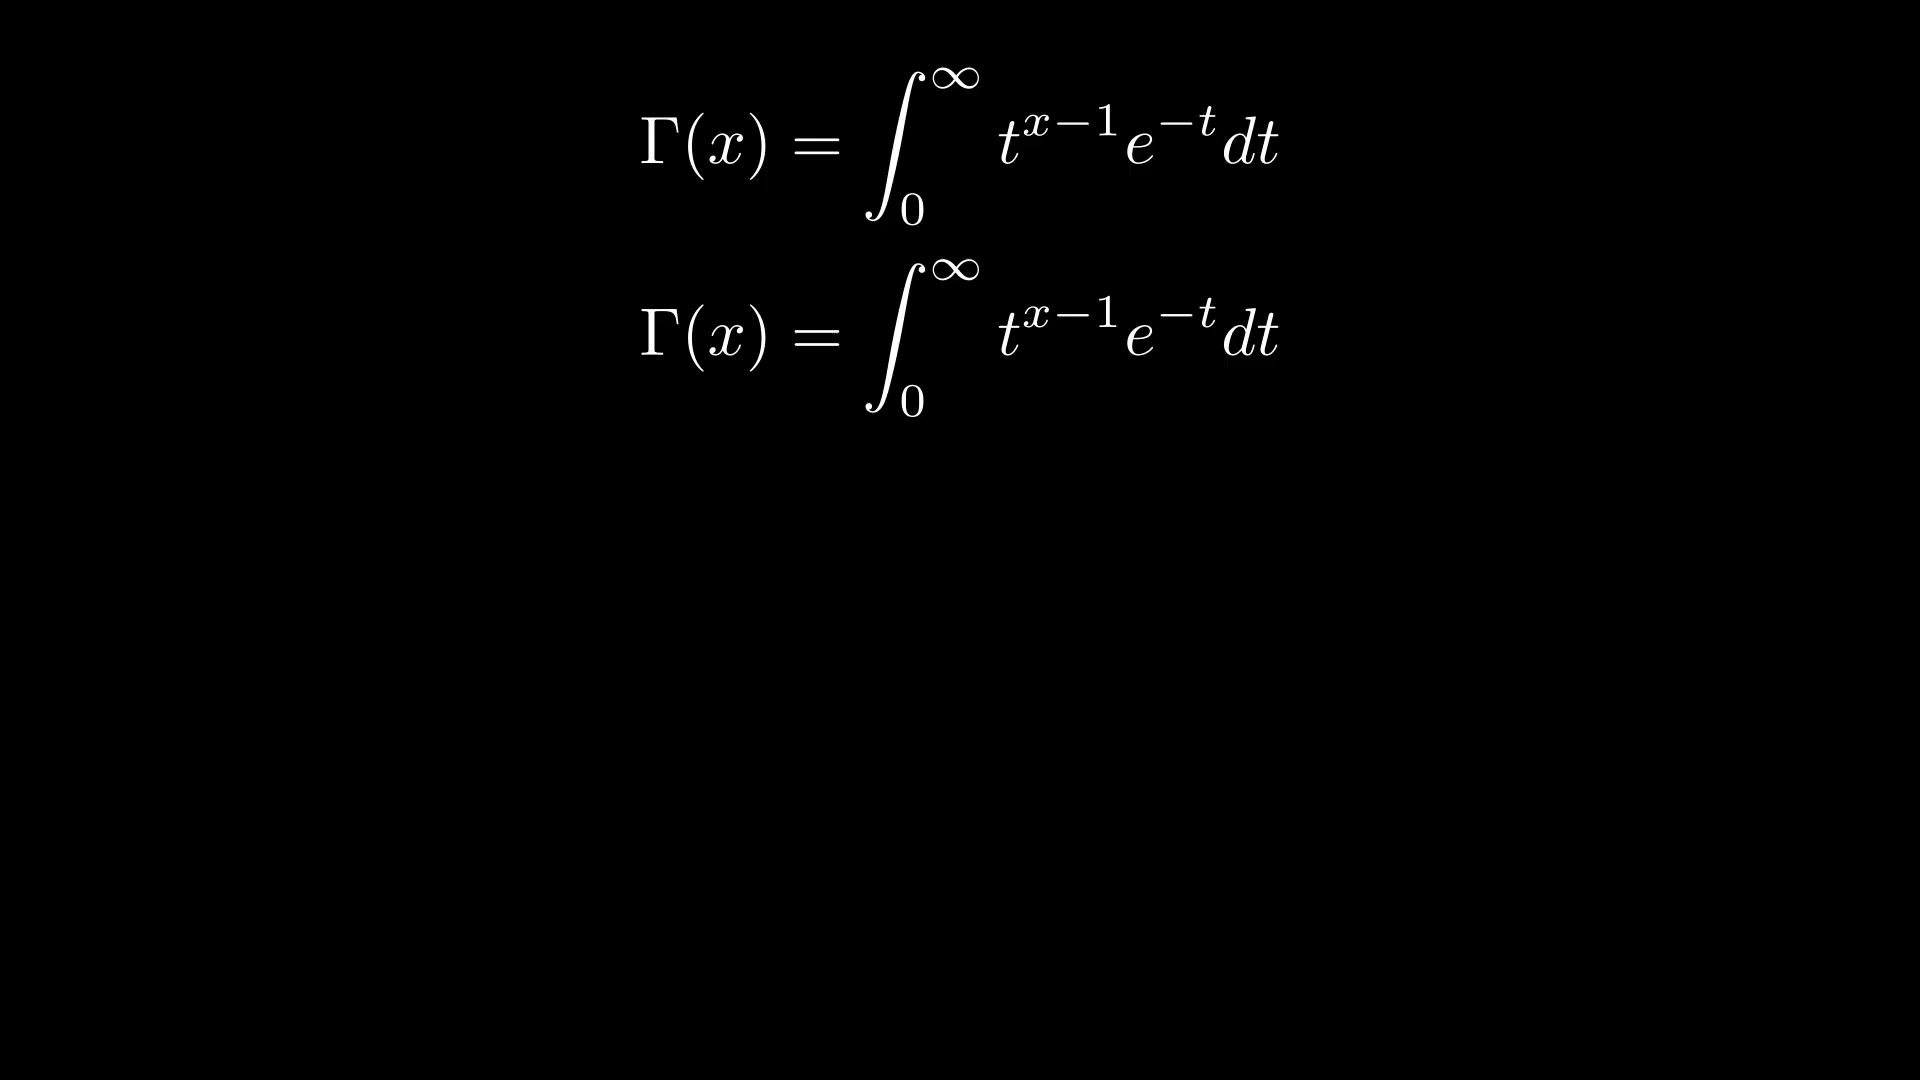 Γ(x) = ∫₀^∞ t^{x−1} e^{−t} dt
Γ(x) = ∫₀^∞ t^{x−1} e^{−t} dt